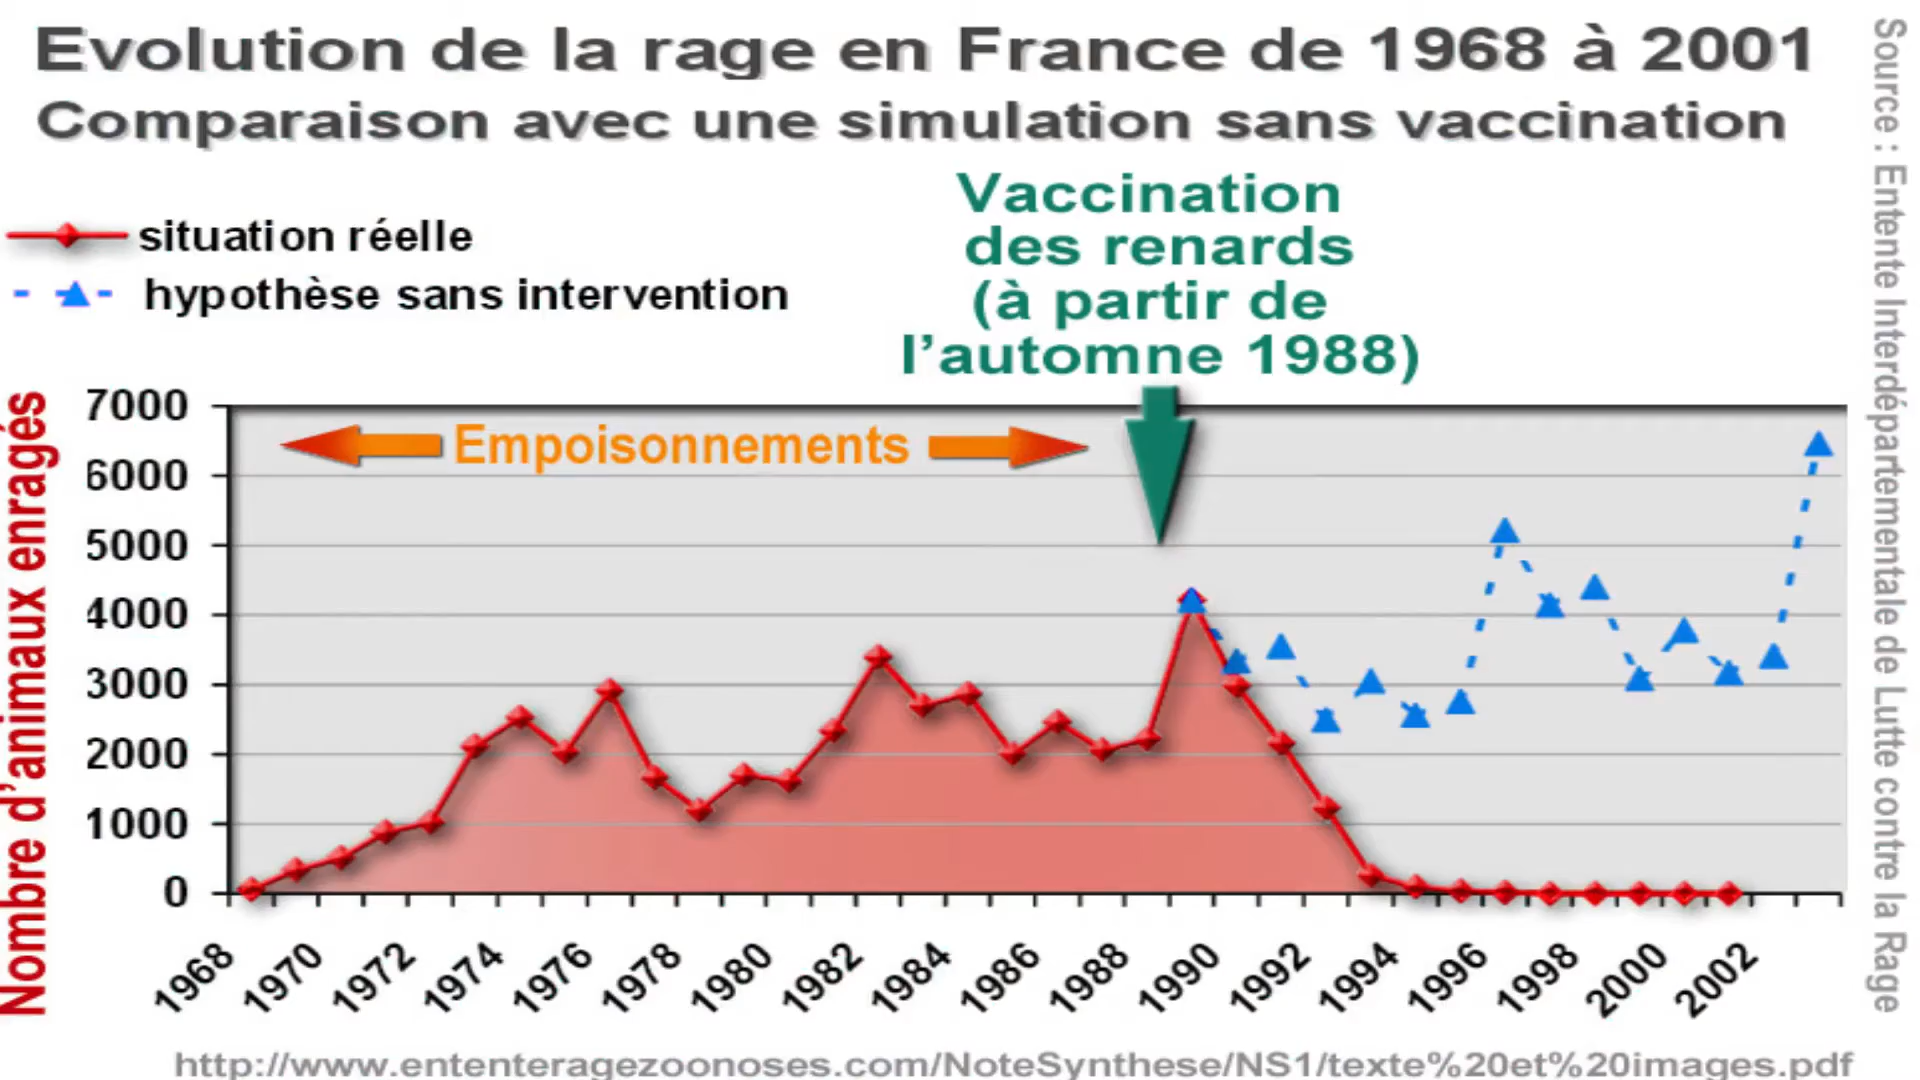 Evolution de la rage en France de 1968 à 2001
Comparaison avec une simulation sans vaccination
situation réelle
hypothèse sans intervention
Vaccination
des renards
(à partir de
l'automne 1988)
Empoisonnements
Nombre d'animaux enragés
7000
6000
5000
4000
3000
2000
1000
0
1968
1970
1972
1974
1976
1978
1980
1982
1984
1986
1988
1990
1992
1994
1996
1998
2000
2002
Source : Entente Interdépartementale de Lutte contre la Rage
http://www.ententeragezoonoses.com/NoteSynthese/NS1/texte%20et%20images.pdf